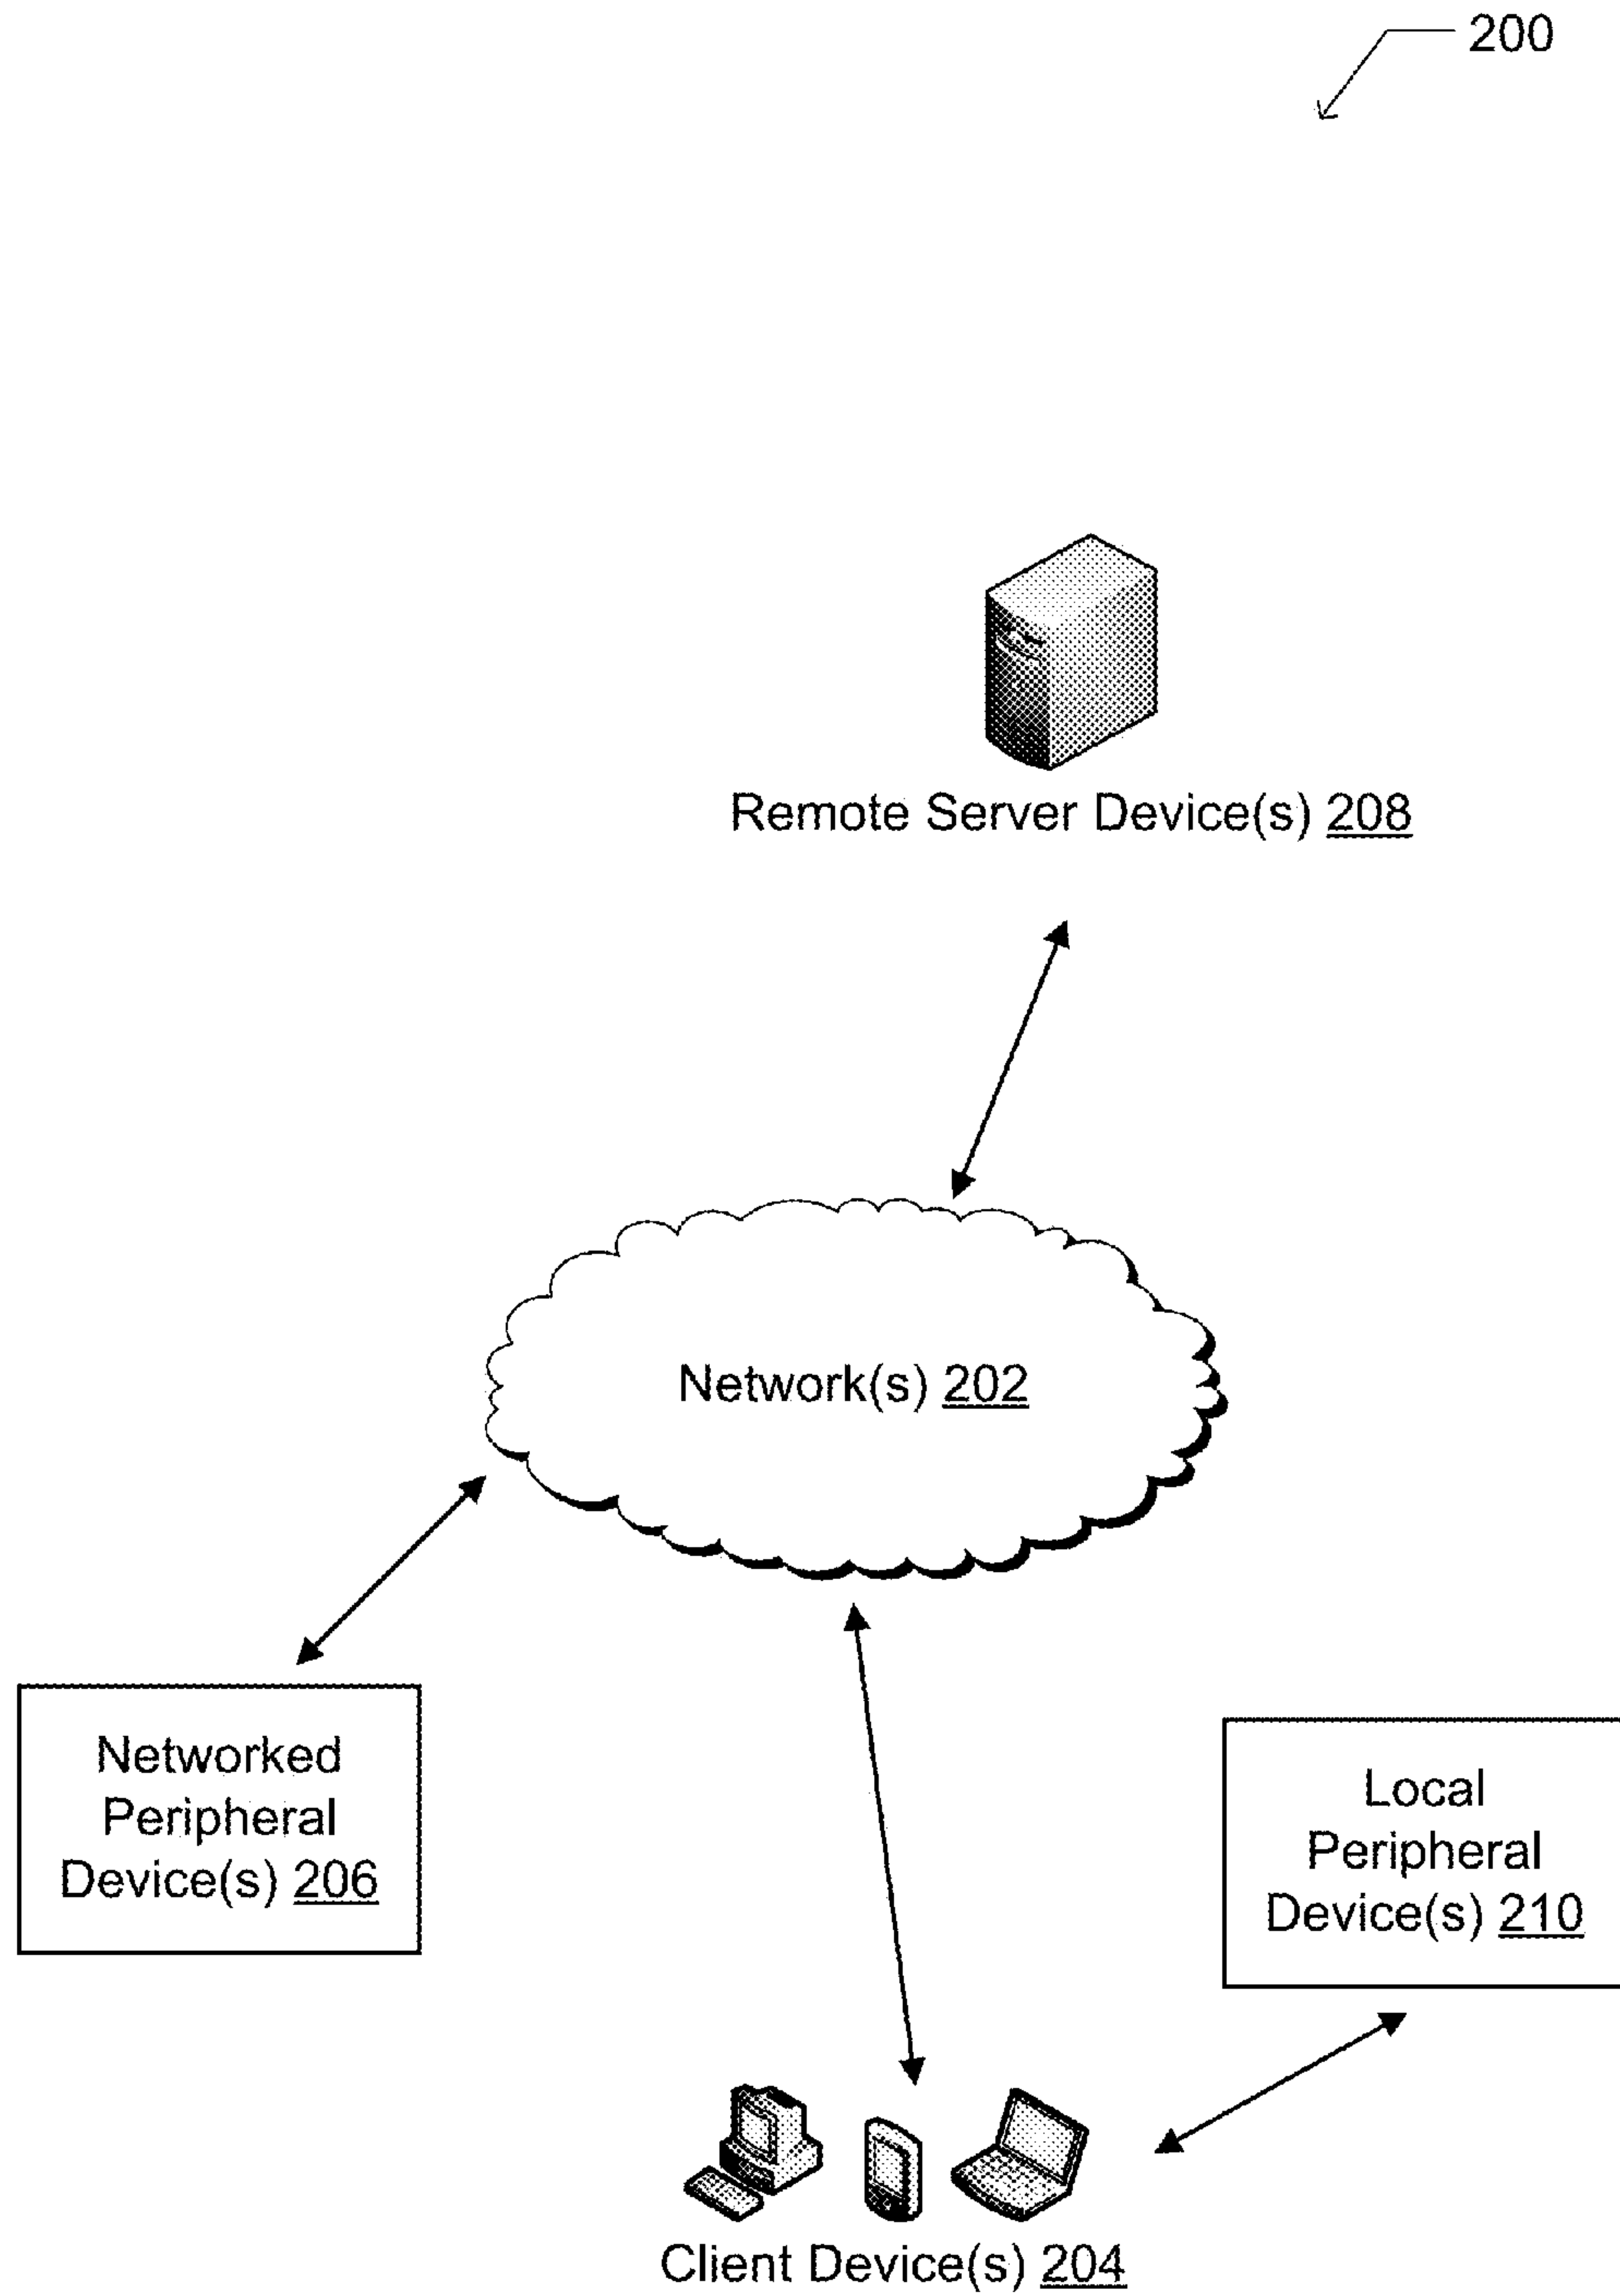 200
Remote Server Device(s) 208
Network(s) 202
Networked
Peripheral
Device(s) 206
Local
Peripheral
Device(s) 210
Client Device(s) 204